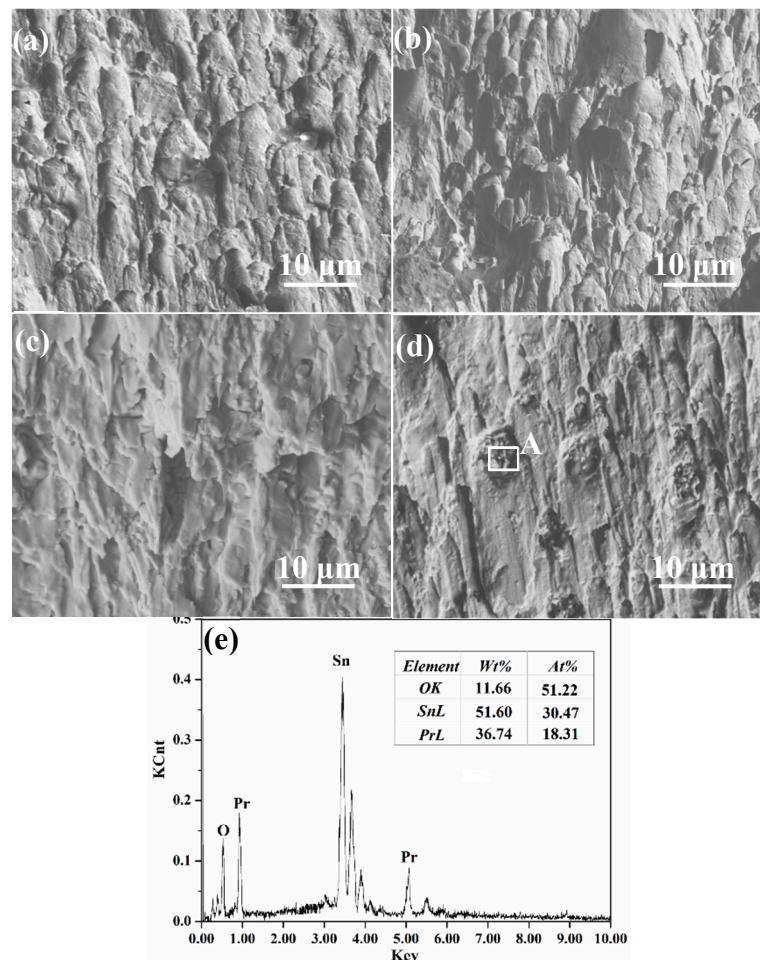 (a)
(b)
10 µm
10 µm
(c)
(d)
A
10 µm
10 µm
(e)
0.5
0.4
0.3
0.2
0.1
0.0
KCnt
Sn
Pr
O
Pr
Element Wt% At%
OK 11.66 51.22
SnL 51.60 30.47
PrL 36.74 18.31
0.00 1.00 2.00 3.00 4.00 5.00 6.00 7.00 8.00 9.00 10.00
Kev